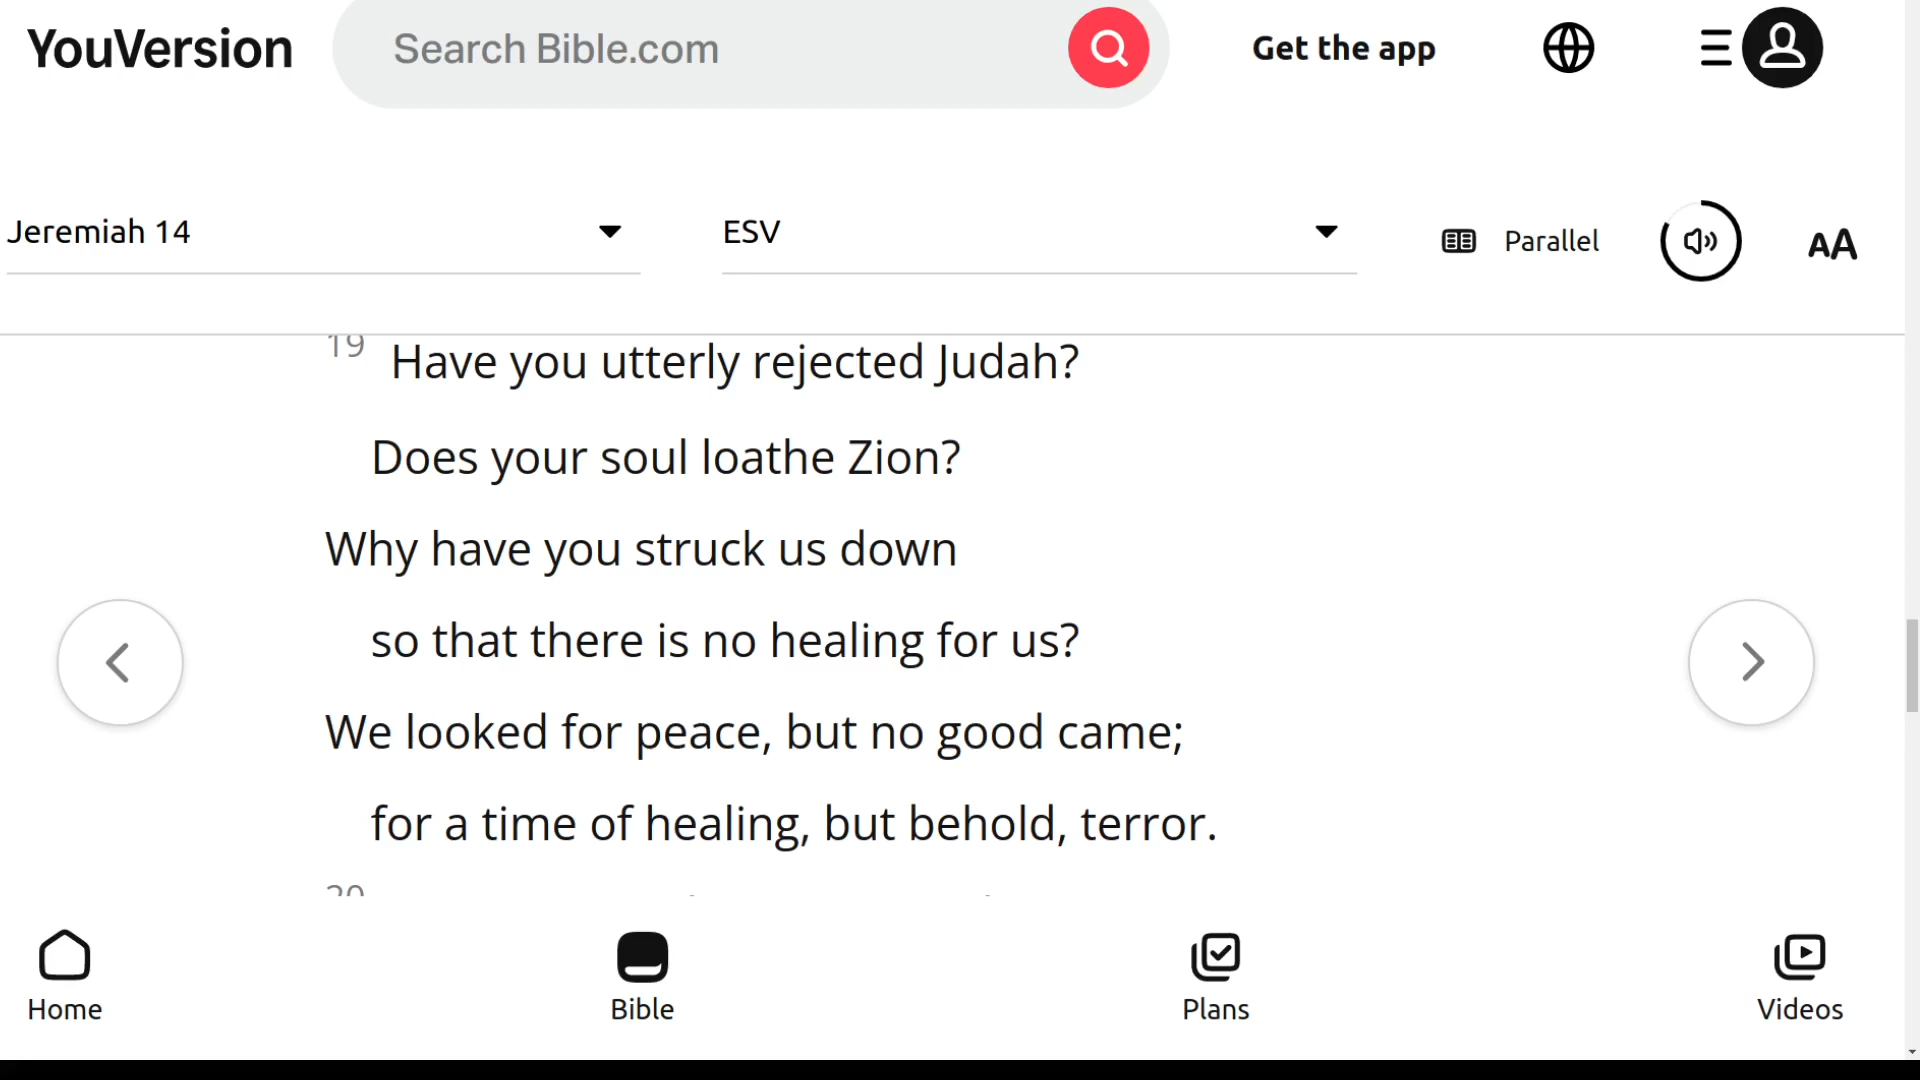 YouVersion
Search Bible.com
Get the app
Jeremiah 14
ESV
Parallel
AA
19 Have you utterly rejected Judah?
Does your soul loathe Zion?
Why have you struck us down
so that there is no healing for us?
We looked for peace, but no good came;
for a time of healing, but behold, terror.
20
Home
Bible
Plans
Videos